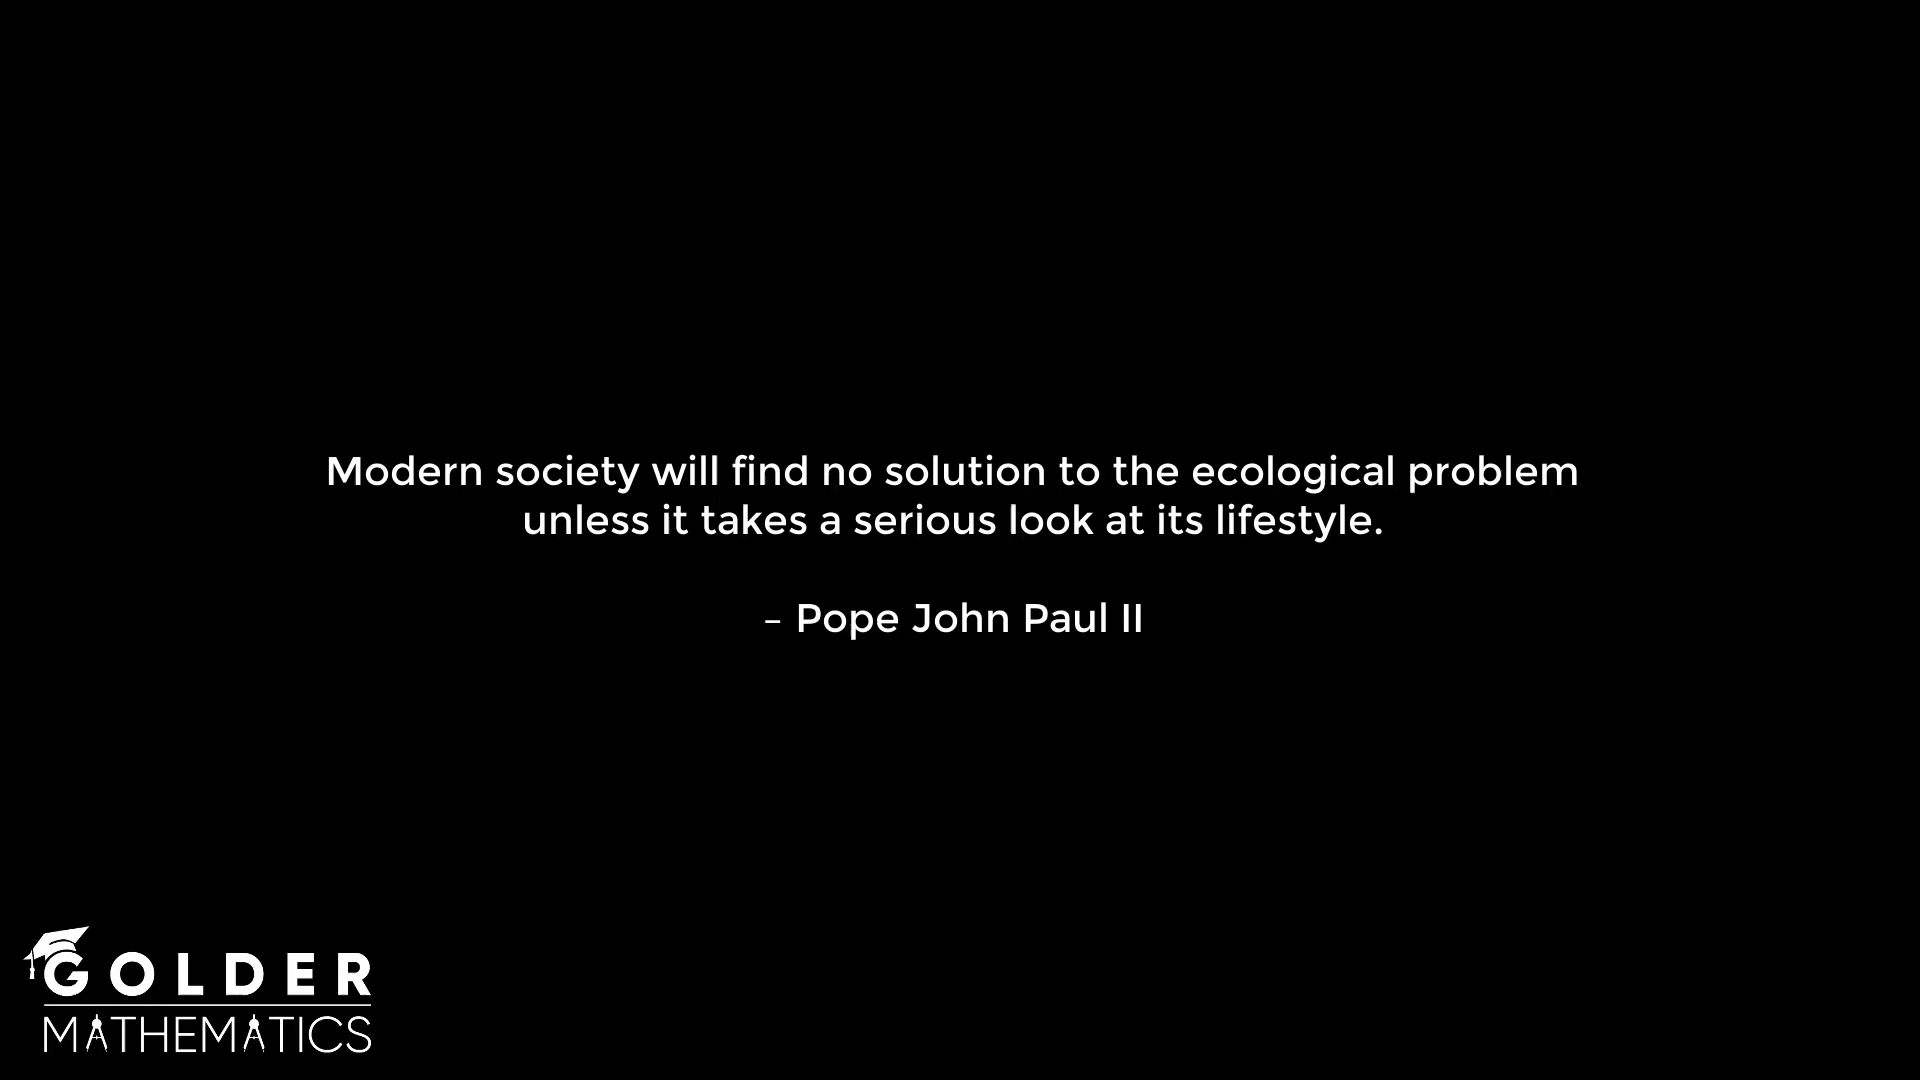 Modern society will find no solution to the ecological problem
unless it takes a serious look at its lifestyle.
– Pope John Paul II
GOLDER
MATHEMATICS